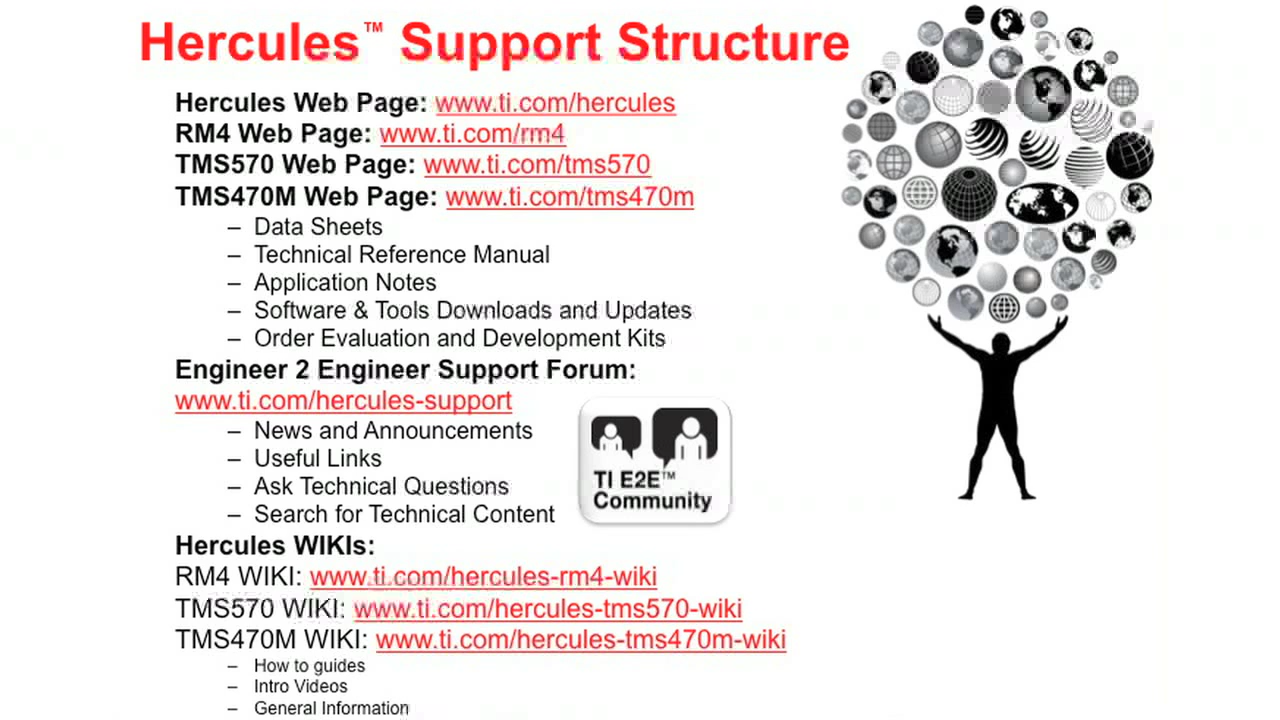 Hercules™ Support Structure
Hercules Web Page: www.ti.com/hercules
RM4 Web Page: www.ti.com/rm4
TMS570 Web Page: www.ti.com/tms570
TMS470M Web Page: www.ti.com/tms470m
– Data Sheets
– Technical Reference Manual
– Application Notes
– Software & Tools Downloads and Updates
– Order Evaluation and Development Kits
Engineer 2 Engineer Support Forum:
www.ti.com/hercules-support
– News and Announcements
– Useful Links
– Ask Technical Questions
– Search for Technical Content
TI E2E™
Community
Hercules WIKIs:
RM4 WIKI: www.ti.com/hercules-rm4-wiki
TMS570 WIKI: www.ti.com/hercules-tms570-wiki
TMS470M WIKI: www.ti.com/hercules-tms470m-wiki
– How to guides
– Intro Videos
– General Information